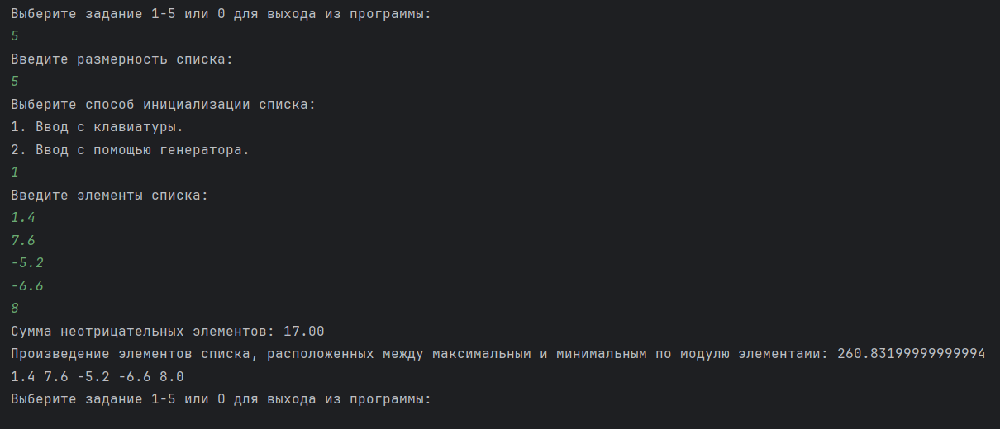 Выберите задание 1-5 или 0 для выхода из программы:
5
Введите размерность списка:
5
Выберите способ инициализации списка:
1. Ввод с клавиатуры.
2. Ввод с помощью генератора.
1
Введите элементы списка:
1.4
7.6
-5.2
-6.6
8
Сумма неотрицательных элементов: 17.00
Произведение элементов списка, расположенных между максимальным и минимальным по модулю элементами: 260.83199999999994
1.4 7.6 -5.2 -6.6 8.0
Выберите задание 1-5 или 0 для выхода из программы: